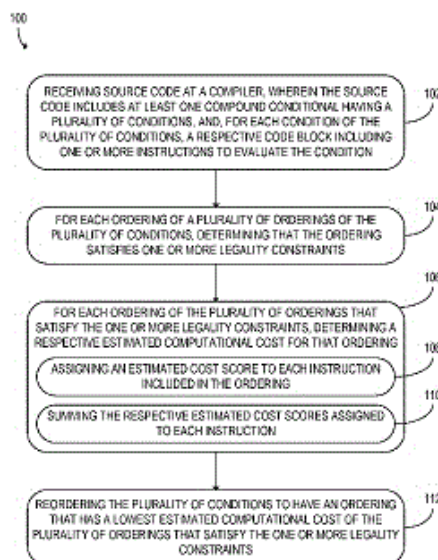 100
RECEIVING SOURCE CODE AT A COMPILER, WHEREIN THE SOURCE
CODE INCLUDES AT LEAST ONE COMPOUND CONDITIONAL HAVING A
PLURALITY OF CONDITIONS, AND, FOR EACH CONDITION OF THE
PLURALITY OF CONDITIONS, A RESPECTIVE CODE BLOCK INCLUDING
ONE OR MORE INSTRUCTIONS TO EVALUATE THE CONDITION
102
FOR EACH ORDERING OF A PLURALITY OF ORDERINGS OF THE
PLURALITY OF CONDITIONS, DETERMINING THAT THE ORDERING
SATISFIES ONE OR MORE LEGALITY CONSTRAINTS
104
106
FOR EACH ORDERING OF THE PLURALITY OF ORDERINGS THAT
SATISFY THE ONE OR MORE LEGALITY CONSTRAINTS, DETERMINING A
RESPECTIVE ESTIMATED COMPUTATIONAL COST FOR THAT ORDERING
108
ASSIGNING AN ESTIMATED COST SCORE TO EACH INSTRUCTION
INCLUDED IN THE ORDERING
110
SUMMING THE RESPECTIVE ESTIMATED COST SCORES ASSIGNED
TO EACH INSTRUCTION
112
REORDERING THE PLURALITY OF CONDITIONS TO HAVE AN ORDERING
THAT HAS A LOWEST ESTIMATED COMPUTATIONAL COST OF THE
PLURALITY OF ORDERINGS THAT SATISFY THE ONE OR MORE LEGALITY
CONSTRAINTS